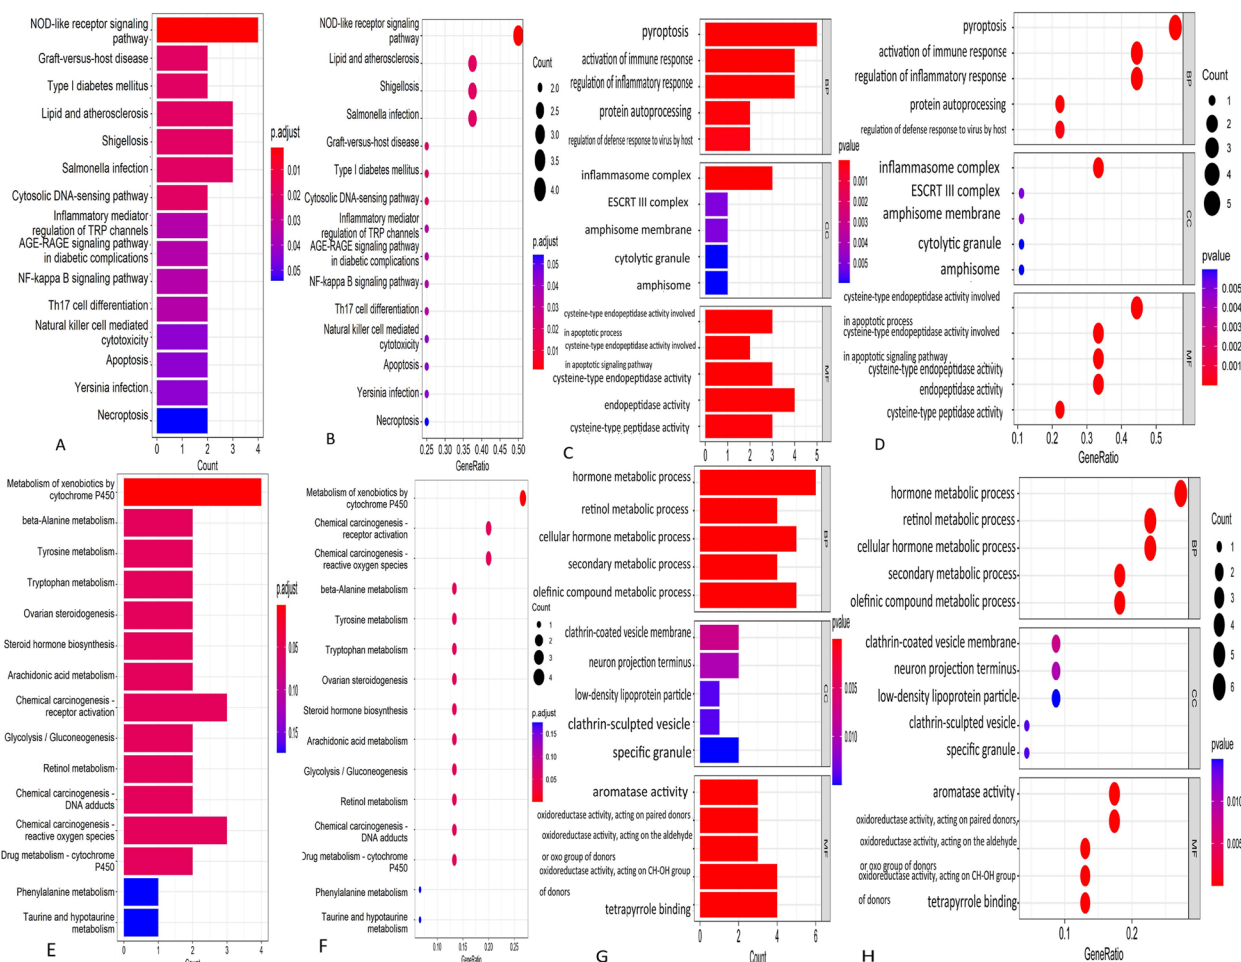 NOD-like receptor signaling
pathway
Graft-versus-host disease
Type I diabetes mellitus
Lipid and atherosclerosis
Shigellosis
Salmonella infection
Cytosolic DNA-sensing pathway
Inflammatory mediator
regulation of TRP channels
AGE-RAGE signaling pathway
in diabetic complications
NF-kappa B signaling pathway
Th17 cell differentiation
Natural killer cell mediated
cytotoxicity
Apoptosis
Yersinia infection
Necroptosis
0 1 2 3 4
Count
p.adjust
0.01
0.02
0.03
0.04
0.05
A
NOD-like receptor signaling
pathway
Lipid and atherosclerosis
Shigellosis
Salmonella infection
Graft-versus-host disease
Type I diabetes mellitus
Cytosolic DNA-sensing pathway
Inflammatory mediator
regulation of TRP channels
AGE-RAGE signaling pathway
in diabetic complications
NF-kappa B signaling pathway
Th17 cell differentiation
Natural killer cell mediated
cytotoxicity
Apoptosis
Yersinia infection
Necroptosis
0.25 0.30 0.35 0.40 0.45 0.50
GeneRatio
Count
2.0
2.5
3.0
3.5
4.0
p.adjust
0.05
0.04
0.03
0.02
0.01
B
pyroptosis
activation of immune response
regulation of inflammatory response
protein autoprocessing
regulation of defense response to virus by host
BP
inflammasome complex
ESCRT III complex
amphisome membrane
cytolytic granule
amphisome
CC
cysteine-type endopeptidase activity involved
in apoptotic process
cysteine-type endopeptidase activity involved
in apoptotic signaling pathway
cysteine-type endopeptidase activity
endopeptidase activity
cysteine-type peptidase activity
MF
0 1 2 3 4 5
pvalue
0.001
0.002
0.003
0.004
0.005
C
pyroptosis
activation of immune response
regulation of inflammatory response
protein autoprocessing
regulation of defense response to virus by host
BP
inflammasome complex
ESCRT III complex
amphisome membrane
cytolytic granule
amphisome
CC
cysteine-type endopeptidase activity involved
in apoptotic process
cysteine-type endopeptidase activity involved
in apoptotic signaling pathway
cysteine-type endopeptidase activity
endopeptidase activity
cysteine-type peptidase activity
MF
0.1 0.2 0.3 0.4 0.5
GeneRatio
Count
1
2
3
4
5
pvalue
0.005
0.004
0.003
0.002
0.001
D
Metabolism of xenobiotics by
cytochrome P450
beta-Alanine metabolism
Tyrosine metabolism
Tryptophan metabolism
Ovarian steroidogenesis
Steroid hormone biosynthesis
Arachidonic acid metabolism
Chemical carcinogenesis -
receptor activation
Glycolysis / Gluconeogenesis
Retinol metabolism
Chemical carcinogenesis -
DNA adducts
Chemical carcinogenesis -
reactive oxygen species
Drug metabolism - cytochrome
P450
Phenylalanine metabolism
Taurine and hypotaurine
metabolism
0 1 2 3 4
Count
p.adjust
0.05
0.10
0.15
E
Metabolism of xenobiotics by
cytochrome P450
Chemical carcinogenesis -
receptor activation
Chemical carcinogenesis -
reactive oxygen species
beta-Alanine metabolism
Tyrosine metabolism
Tryptophan metabolism
Ovarian steroidogenesis
Steroid hormone biosynthesis
Arachidonic acid metabolism
Glycolysis / Gluconeogenesis
Retinol metabolism
Chemical carcinogenesis -
DNA adducts
Drug metabolism - cytochrome
P450
Phenylalanine metabolism
Taurine and hypotaurine
metabolism
0.10 0.15 0.20 0.25
GeneRatio
Count
1
2
3
4
p.adjust
0.15
0.10
0.05
F
hormone metabolic process
retinol metabolic process
cellular hormone metabolic process
secondary metabolic process
olefinic compound metabolic process
BP
clathrin-coated vesicle membrane
neuron projection terminus
low-density lipoprotein particle
clathrin-sculpted vesicle
specific granule
CC
aromatase activity
oxidoreductase activity, acting on paired donors,
oxidoreductase activity, acting on the aldehyde
or oxo group of donors
oxidoreductase activity, acting on CH-OH group
of donors
tetrapyrrole binding
MF
0 2 4 6
Count
pvalue
0.005
0.010
G
hormone metabolic process
retinol metabolic process
cellular hormone metabolic process
secondary metabolic process
olefinic compound metabolic process
BP
clathrin-coated vesicle membrane
neuron projection terminus
low-density lipoprotein particle
clathrin-sculpted vesicle
specific granule
CC
aromatase activity
oxidoreductase activity, acting on paired donors,
oxidoreductase activity, acting on the aldehyde
or oxo group of donors
oxidoreductase activity, acting on CH-OH group
of donors
tetrapyrrole binding
MF
0.1 0.2
GeneRatio
Count
1
2
3
4
5
6
pvalue
0.010
0.005
H